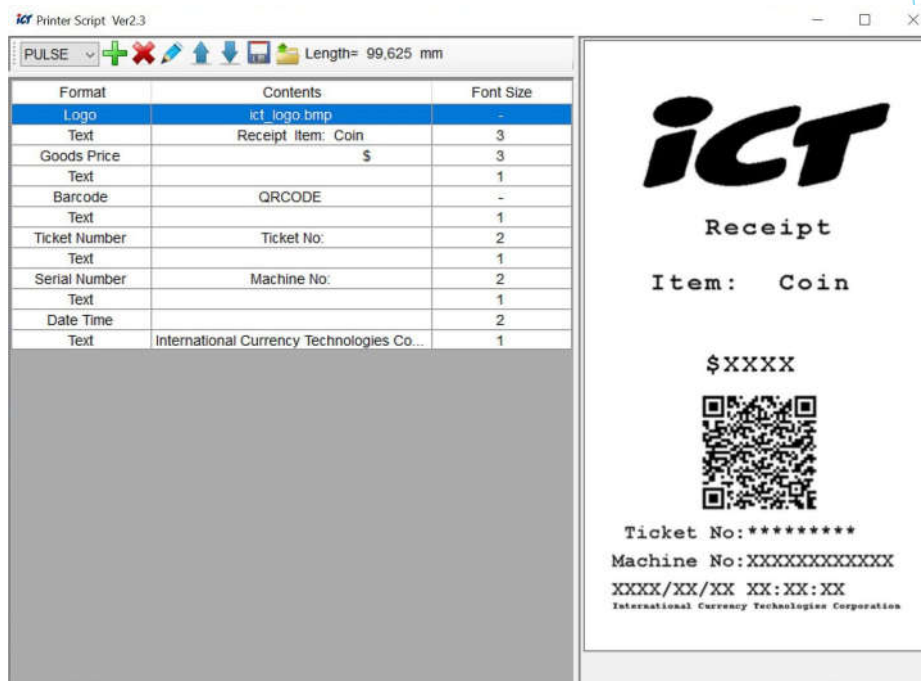 ict Printer Script Ver2.3
PULSE Length= 99,625 mm
Format Contents Font Size
Logo ict_logo.bmp -
Text Receipt Item: Coin 3
Goods Price $ 3
Text 1
Barcode QRCODE -
Text 1
Ticket Number Ticket No: 2
Text 1
Serial Number Machine No: 2
Text 1
Date Time 2
Text International Currency Technologies Co... 1
iCT
Receipt
Item: Coin
$XXXX
Ticket No:*********
Machine No:XXXXXXXXXXXX
XXXX/XX/XX XX:XX:XX
International Currency Technologies Corporation